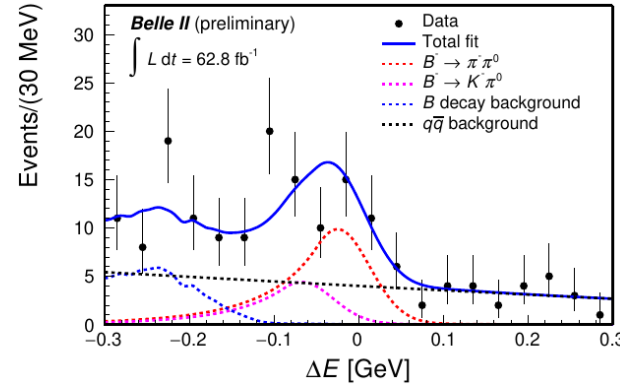 Belle II (preliminary)
∫ L dt = 62.8 fb⁻¹
Data
Total fit
B⁻ → π⁻π⁰
B⁻ → K⁻π⁰
B decay background
qq̅ background
Events/(30 MeV)
30
25
20
15
10
5
0
−0.3 −0.2 −0.1 0 0.1 0.2 0.3
ΔE [GeV]